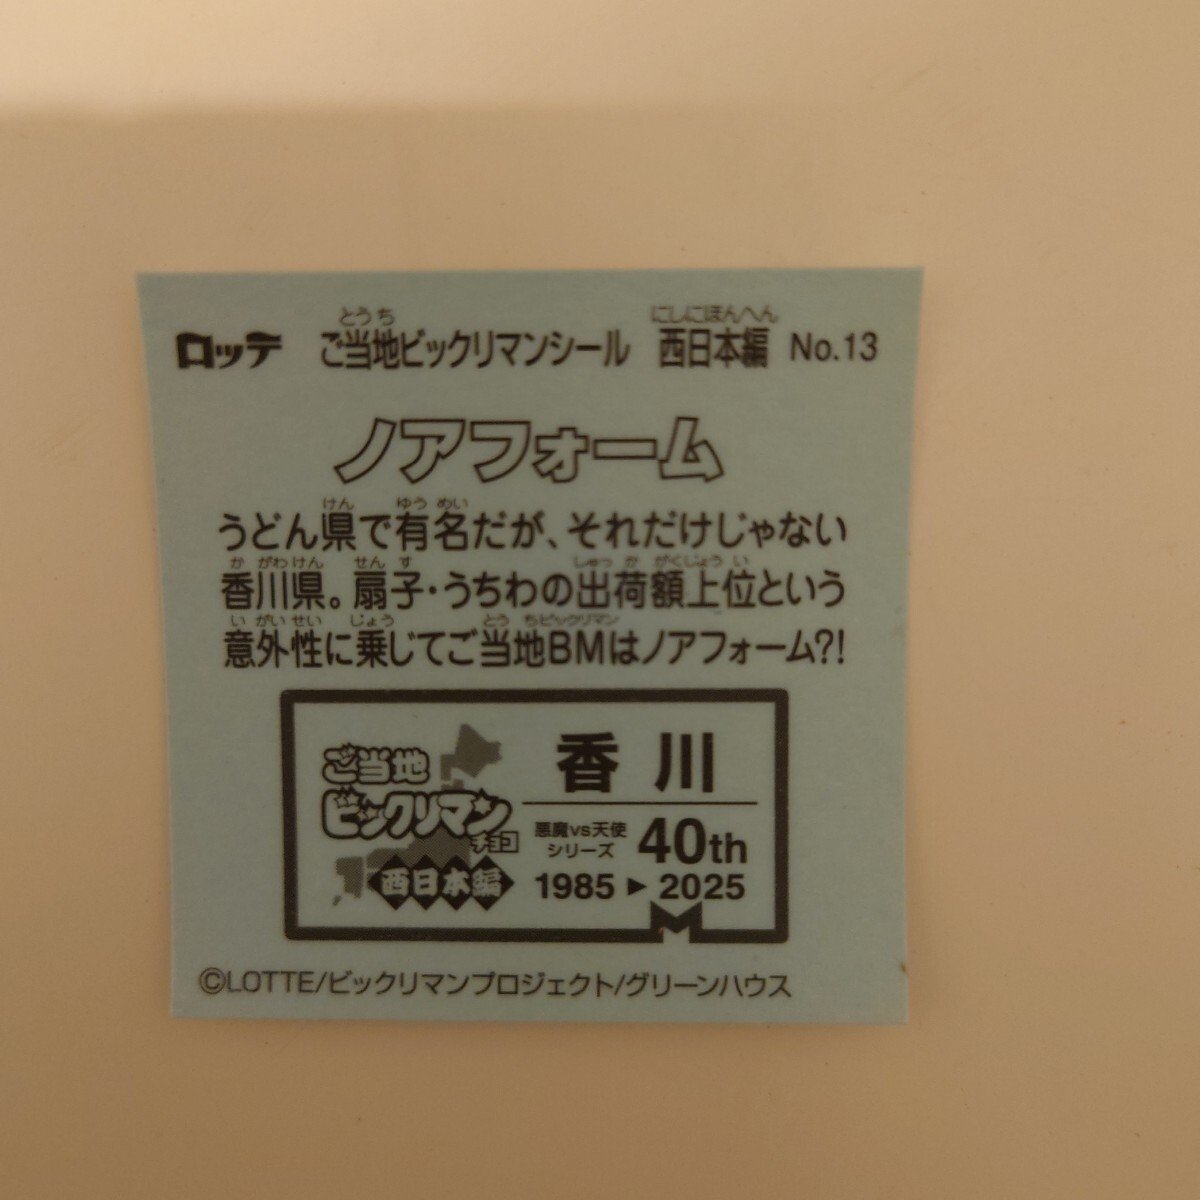 ロッテ ご当地ビックリマンシール 西日本編 No.13
とうち にしにほんへん
ノアフォーム
けん ゆうめい
うどん県で有名だが、それだけじゃない
かがわけん せんす しゅっかがくじょうい
香川県。扇子・うちわの出荷額上位という
いがいせい じょう とうちビックリマン
意外性に乗じてご当地BMはノアフォーム?!
ご当地
ビックリマン
チョコ
西日本編
香川
悪魔vs天使
シリーズ 40th
1985 ▶ 2025
©LOTTE/ビックリマンプロジェクト/グリーンハウス